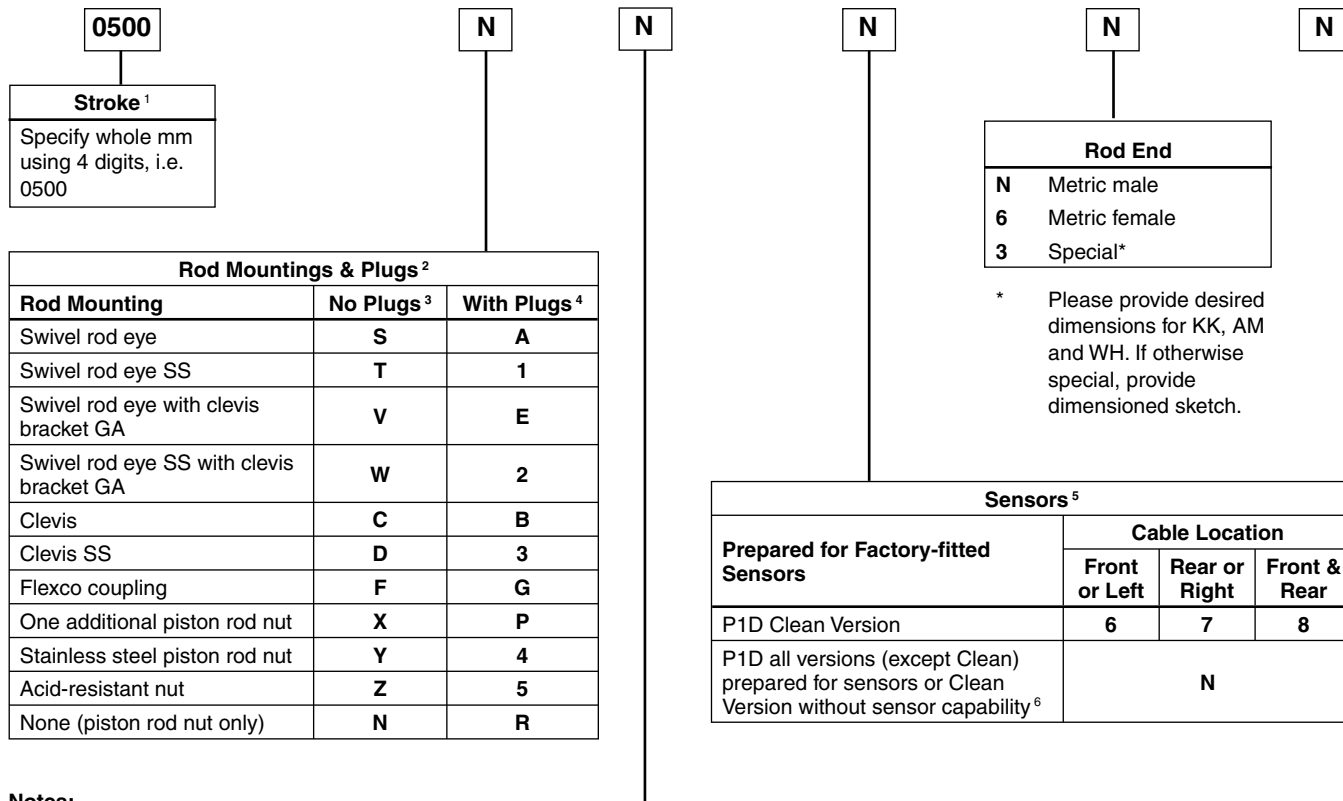 0500 N N N N N
Stroke 1
Specify whole mm
using 4 digits, i.e.
0500
Rod End
N Metric male
6 Metric female
3 Special*
* Please provide desired
dimensions for KK, AM
and WH. If otherwise
special, provide
dimensioned sketch.
Rod Mountings & Plugs 2
Rod Mounting No Plugs 3 With Plugs 4
Swivel rod eye S A
Swivel rod eye SS T 1
Swivel rod eye with clevis
bracket GA V E
Swivel rod eye SS with clevis
bracket GA W 2
Clevis C B
Clevis SS D 3
Flexco coupling F G
One additional piston rod nut X P
Stainless steel piston rod nut Y 4
Acid-resistant nut Z 5
None (piston rod nut only) N R
Sensors 5
Prepared for Factory-fitted
Sensors
Cable Location
Front
or Left
Rear or
Right
Front &
Rear
P1D Clean Version 6 7 8
P1D all versions (except Clean)
prepared for sensors or Clean
Version without sensor capability 6
N
Notes: